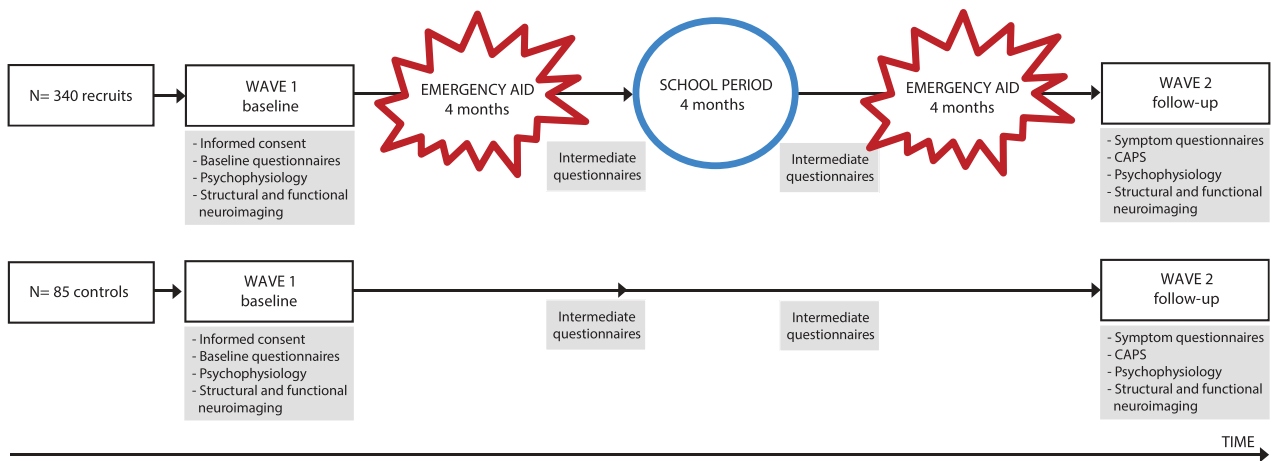 N= 340 recruits
WAVE 1
baseline
- Informed consent
- Baseline questionnaires
- Psychophysiology
- Structural and functional
neuroimaging
EMERGENCY AID
4 months
Intermediate
questionnaires
SCHOOL PERIOD
4 months
Intermediate
questionnaires
EMERGENCY AID
4 months
WAVE 2
follow-up
- Symptom questionnaires
- CAPS
- Psychophysiology
- Structural and functional
neuroimaging
N= 85 controls
WAVE 1
baseline
- Informed consent
- Baseline questionnaires
- Psychophysiology
- Structural and functional
neuroimaging
Intermediate
questionnaires
Intermediate
questionnaires
WAVE 2
follow-up
- Symptom questionnaires
- CAPS
- Psychophysiology
- Structural and functional
neuroimaging
TIME